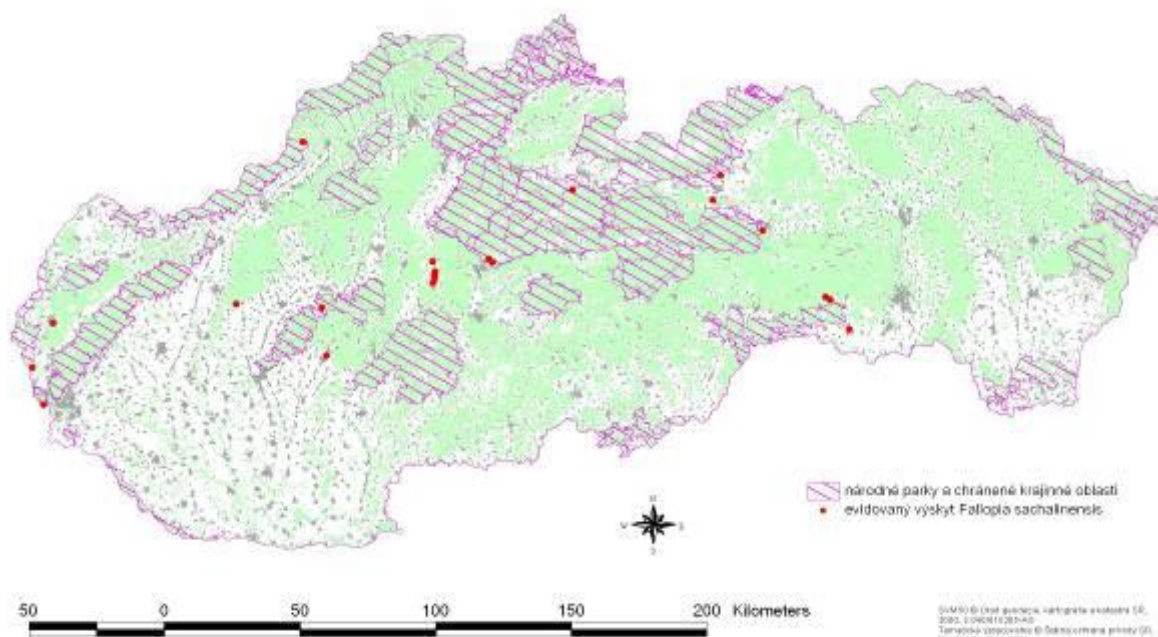 národné parky a chránené krajinné oblasti
evidovaný výskyt Fallopia sachalinensis
N
W
S
50 0 50 100 150 200 Kilometers